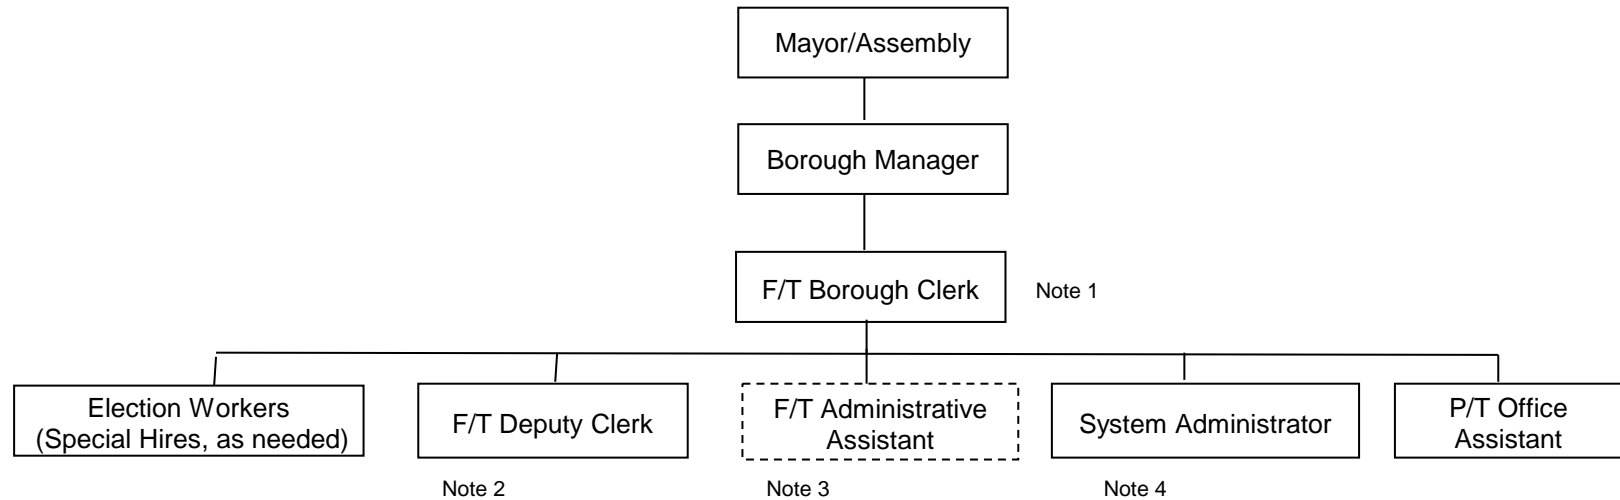 Mayor/Assembly
Borough Manager
F/T Borough Clerk
Note 1
Election Workers
(Special Hires, as needed)
F/T Deputy Clerk
F/T Administrative
Assistant
System Administrator
P/T Office
Assistant
Note 2
Note 3
Note 4